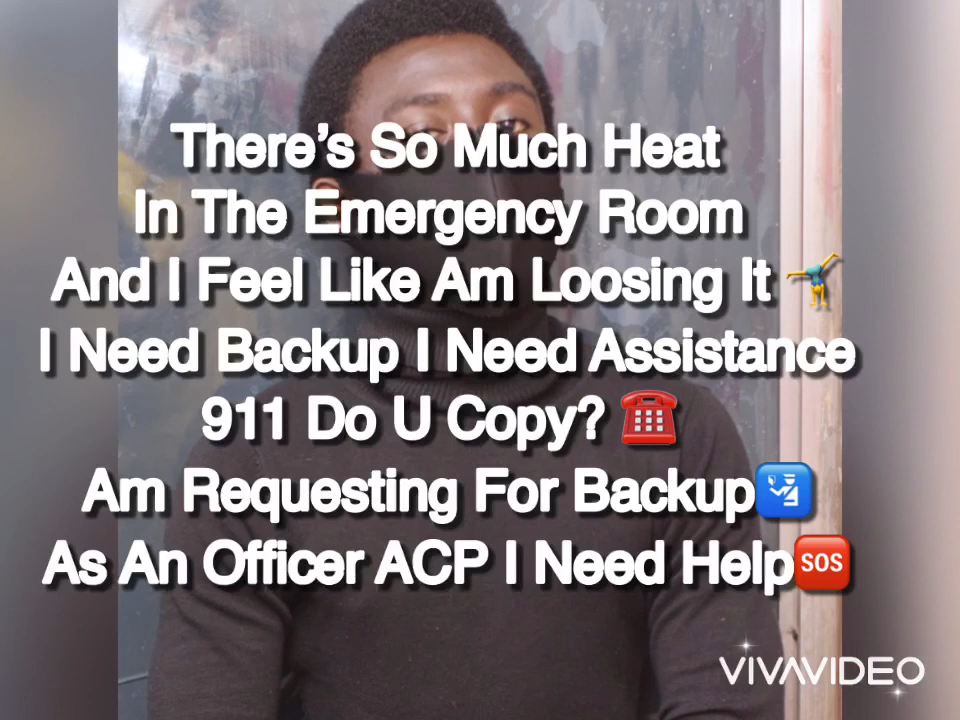 There's So Much Heat
In The Emergency Room
And I Feel Like Am Loosing It 🤸
I Need Backup I Need Assistance
911 Do U Copy? ☎️
Am Requesting For Backup🛂
As An Officer ACP I Need Help🆘
VIVAVIDEO